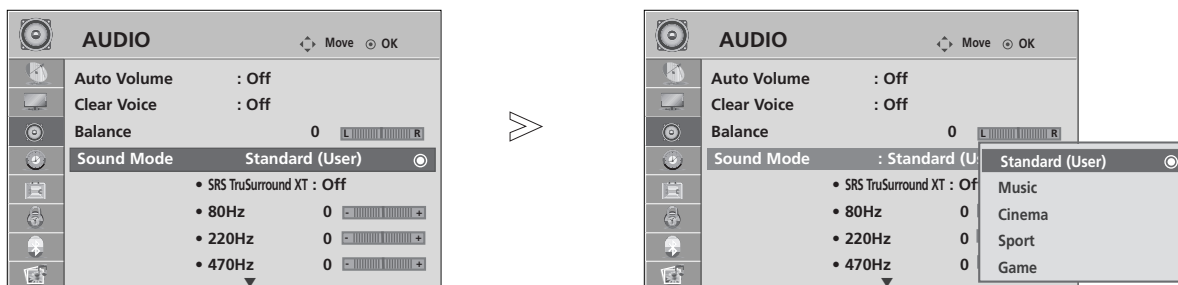 AUDIO
Move
OK
Auto Volume : Off
Clear Voice : Off
Balance 0 L R
Sound Mode Standard (User)
• SRS TruSurround XT : Off
• 80Hz 0 - +
• 220Hz 0 - +
• 470Hz 0 - +
AUDIO
Move
OK
Auto Volume : Off
Clear Voice : Off
Balance 0 L R
Sound Mode : Standard (U
• SRS TruSurround XT : Off
• 80Hz 0
• 220Hz 0
• 470Hz 0
Standard (User)
Music
Cinema
Sport
Game